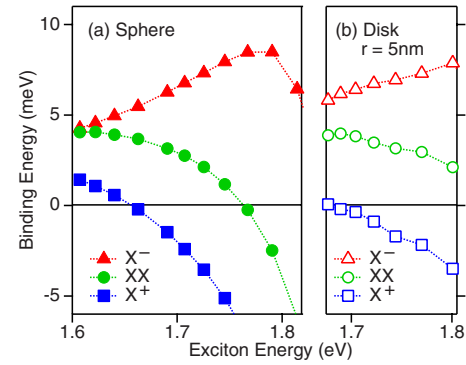 (a) Sphere
(b) Disk
r = 5nm
10
5
0
-5
Binding Energy (meV)
X−
XX
X+
X−
XX
X+
1.6
1.7
1.8
1.7
1.8
Exciton Energy (eV)